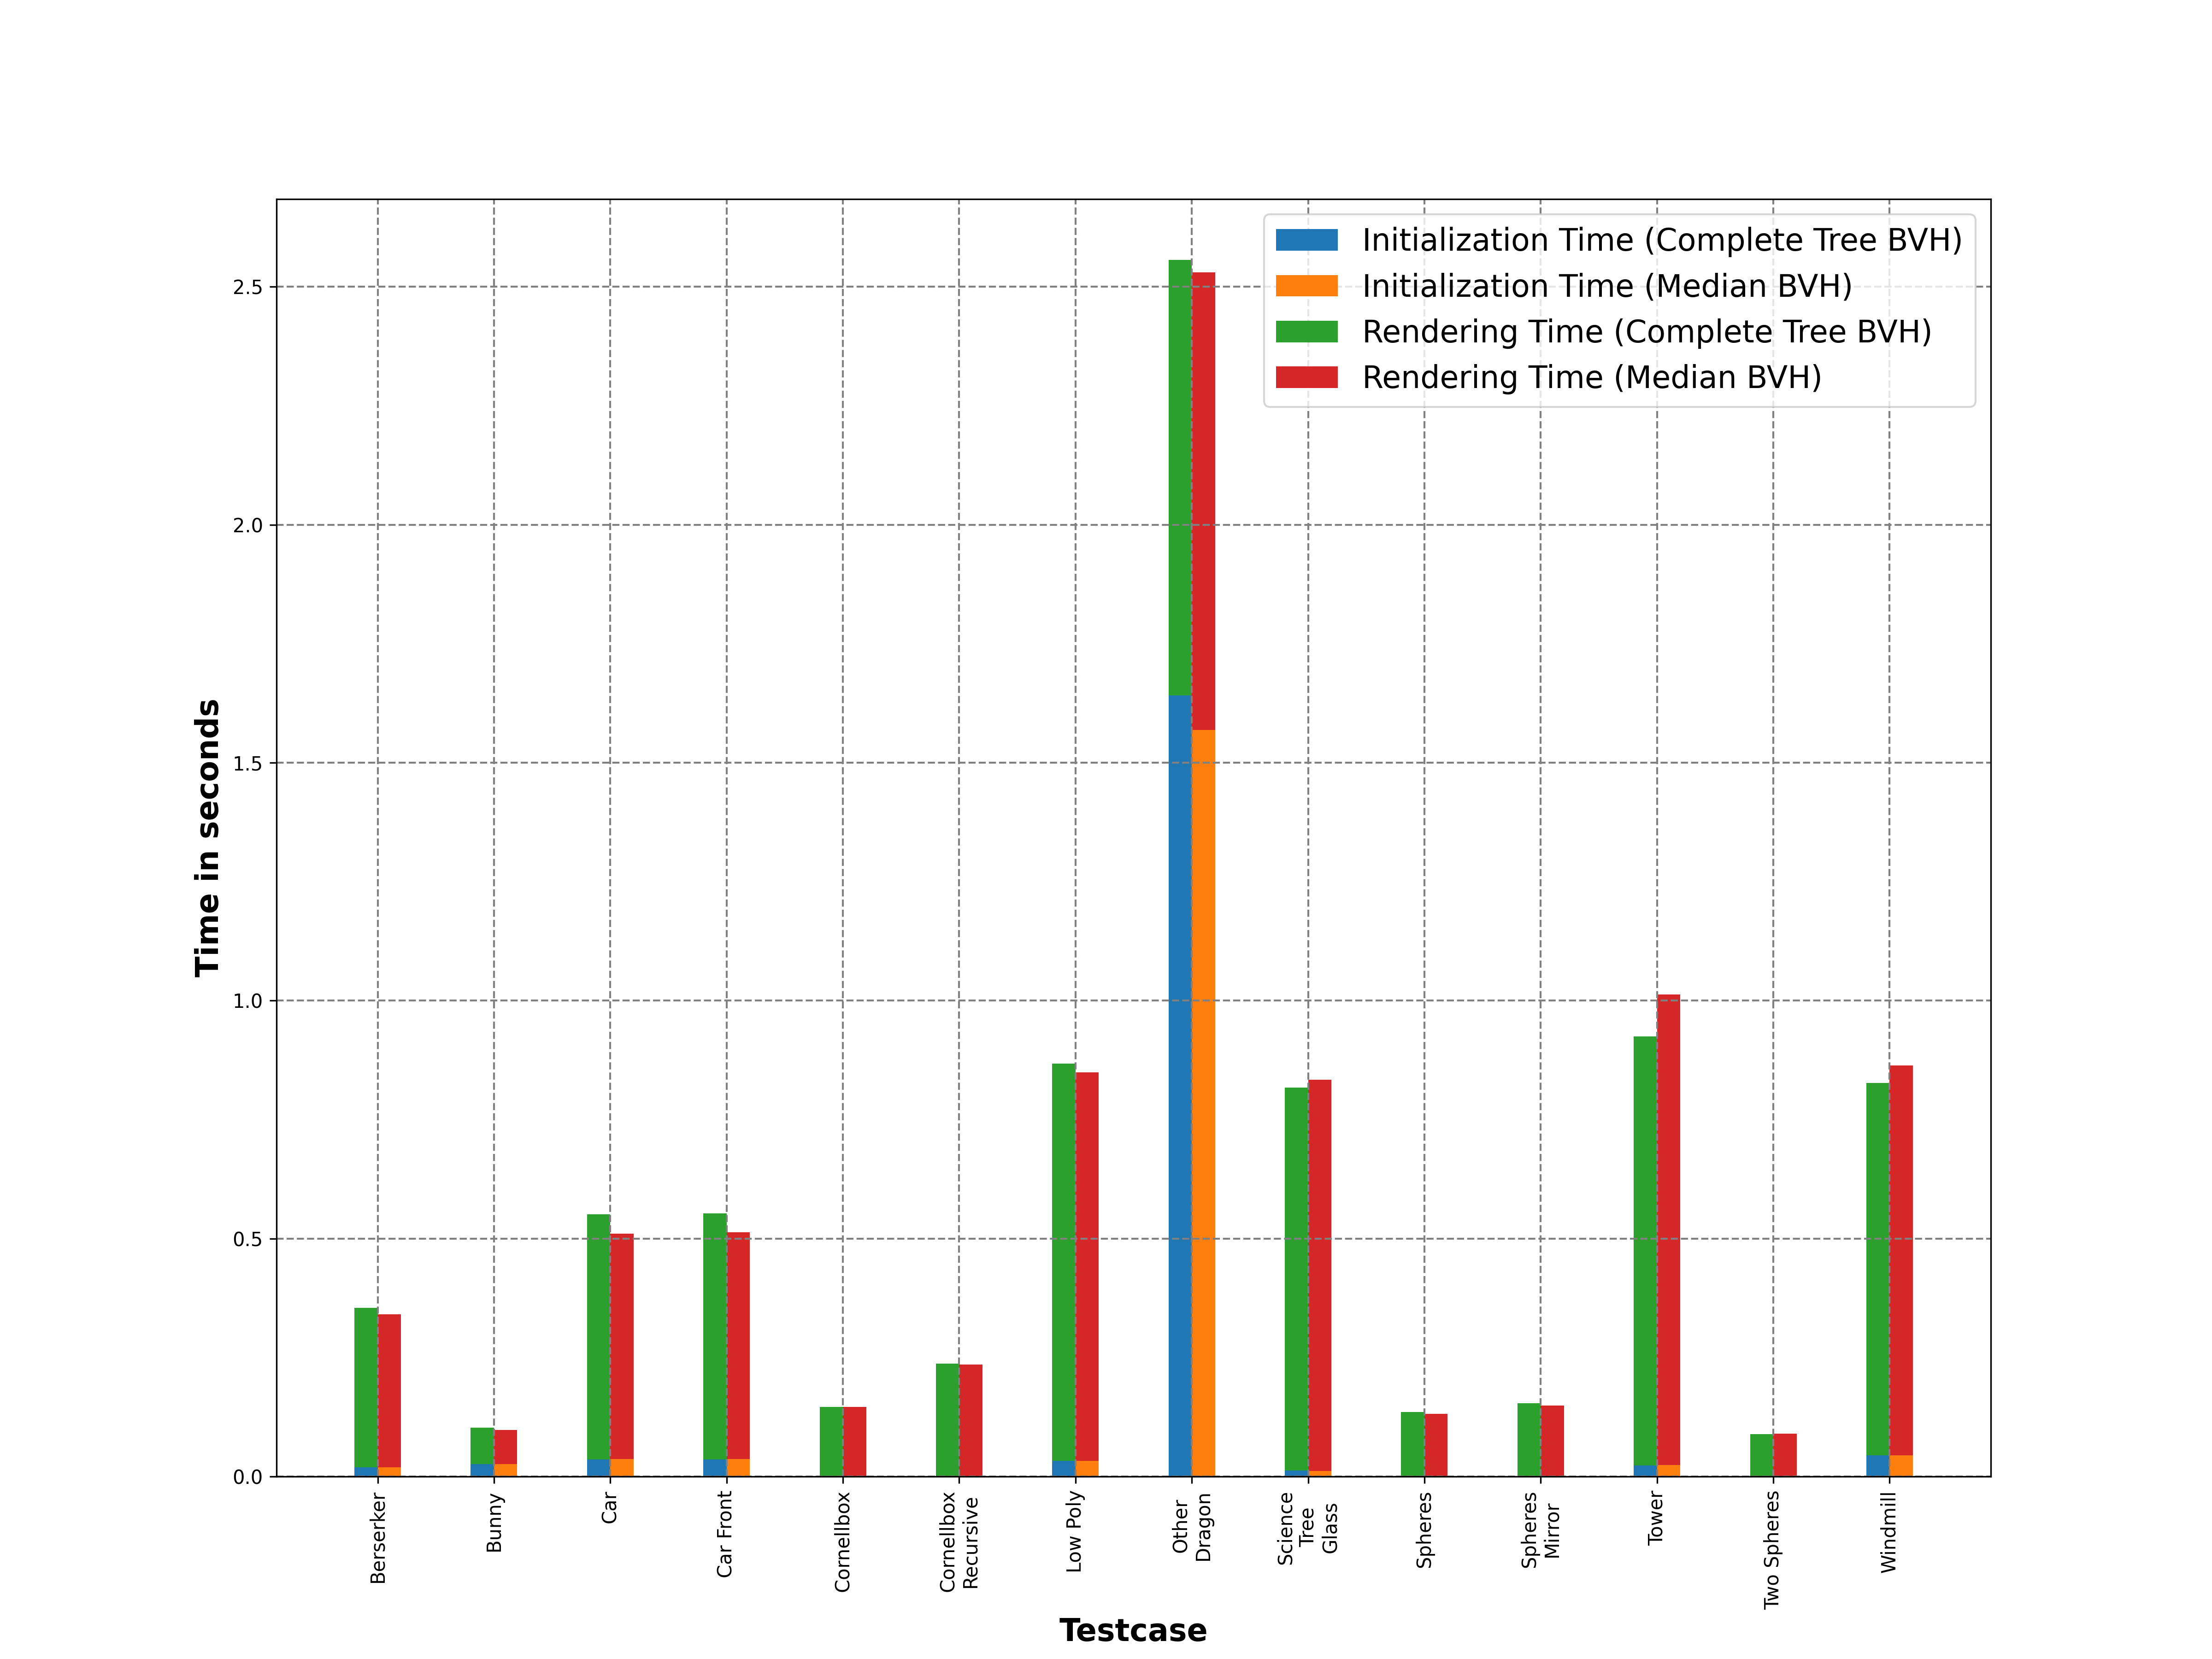 Initialization Time (Complete Tree BVH)
Initialization Time (Median BVH)
Rendering Time (Complete Tree BVH)
Rendering Time (Median BVH)
Time in seconds
2.5
2.0
1.5
1.0
0.5
0.0
Berserker
Bunny
Car
Car Front
Cornellbox
Cornellbox
Recursive
Low Poly
Other
Dragon
Science
Tree
Glass
Spheres
Spheres
Mirror
Tower
Two Spheres
Windmill
Testcase